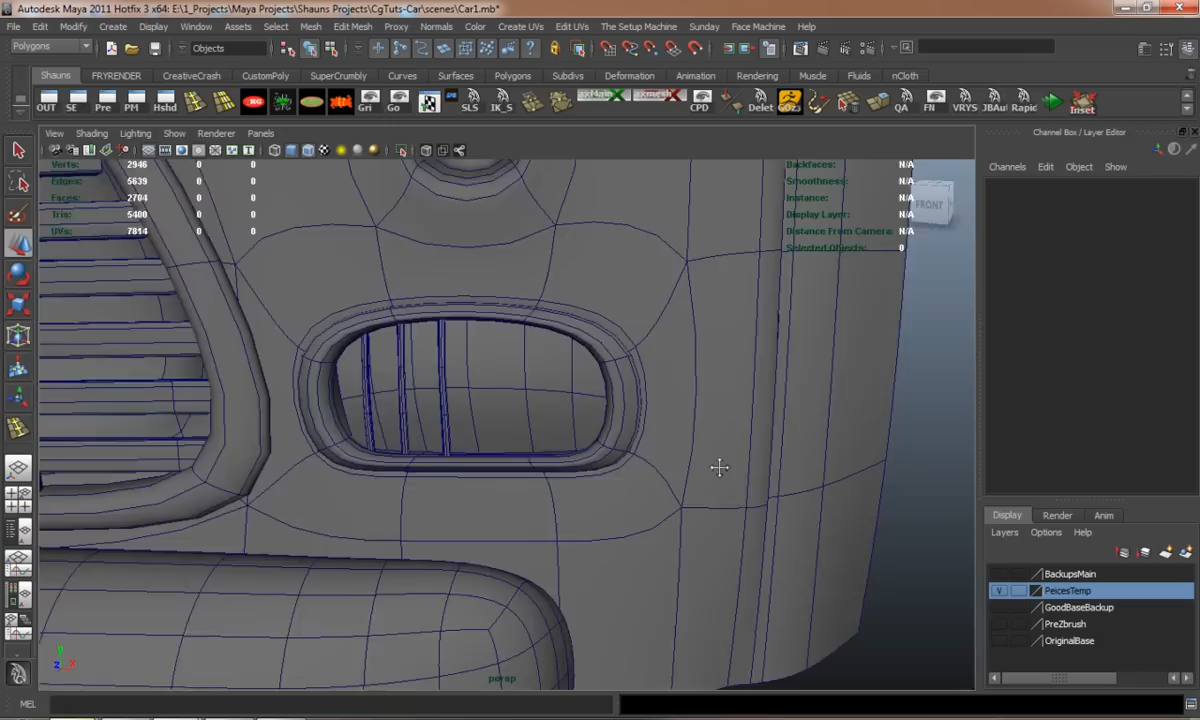 Autodesk Maya 2011 Hotfix 3 x64: E:\1_Projects\Maya Projects\Shauns Projects\CgTuts-Car\scenes\Car1.mb*
File Edit Modify Create Display Window Assets Select Mesh Edit Mesh Proxy Normals Color Create UVs Edit UVs The Setup Machine Sunday Face Machine Help
Polygons Objects
Shauns FRYRENDER CreativeCrash CustomPoly SuperCrumbly Curves Surfaces Polygons Subdivs Deformation Animation Rendering Muscle Fluids nCloth
OUT SE Pre PM Hshd Gri Go SLS IK_S CPD Delet GOz3 QA FN VRYS JBAul Rapic Inset
View Shading Lighting Show Renderer Panels
Channel Box / Layer Editor
Channels Edit Object Show
Verts: 2946 0 0
Edges: 5639 0 0
Faces: 2704 0 0
Tris: 5400 0 0
UVs: 7814 0 0
Backfaces: N/A
Smoothness: N/A
Instance: N/A
Display Layer: N/A
Distance From Camera: N/A
Selected Objects: 0
FRONT
Display Render Anim
Layers Options Help
BackupsMain
V PeicesTemp
GoodBaseBackup
PreZbrush
OriginalBase
y
z x
persp
MEL